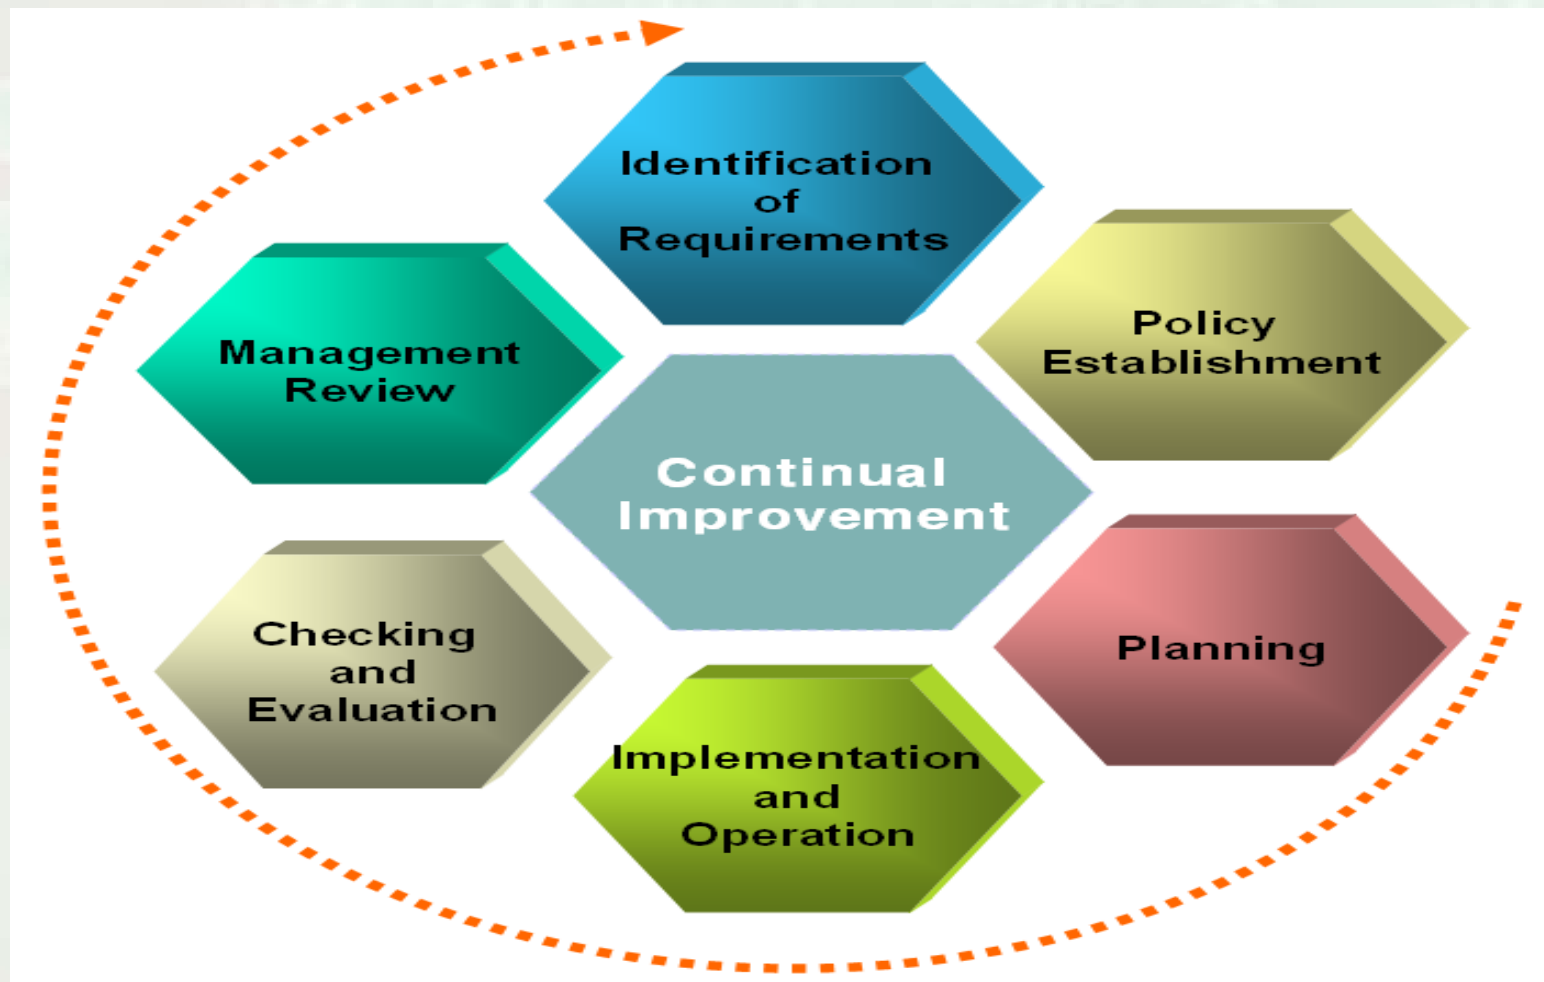 Identification
of
Requirements
Policy
Establishment
Planning
Implementation
and
Operation
Checking
and
Evaluation
Management
Review
Continual
Improvement